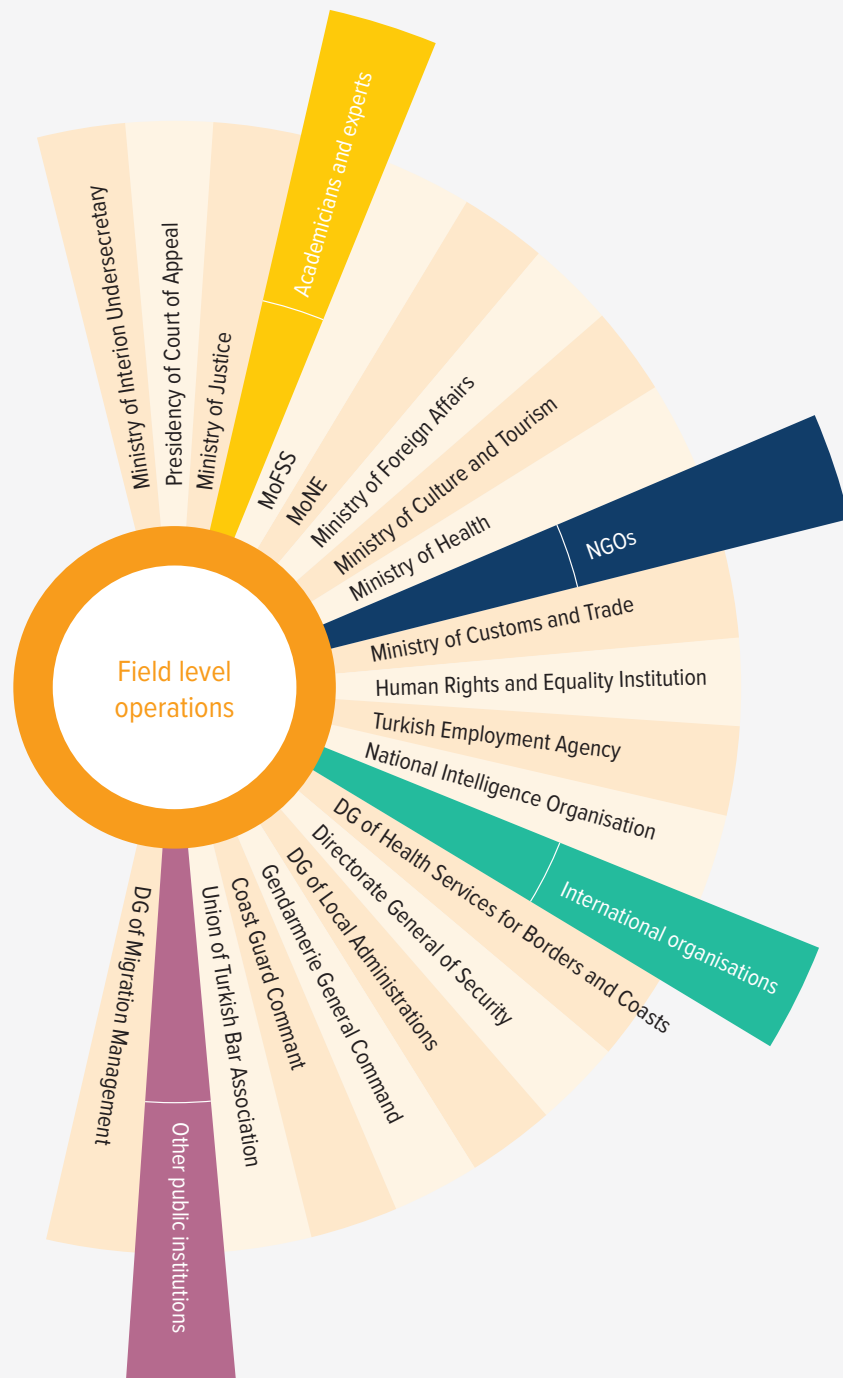 Ministry of Interion Undersecretary
Presidency of Court of Appeal
Ministry of Justice
Academicians and experts
MoFSS
MoNE
Ministry of Foreign Affairs
Ministry of Culture and Tourism
Ministry of Health
NGOs
Ministry of Customs and Trade
Human Rights and Equality Institution
Turkish Employment Agency
National Intelligence Organisation
International organisations
DG of Health Services for Borders and Coasts
Directorate General of Security
DG of Local Administrations
Gendarmerie General Command
Coast Guard Commant
Union of Turkish Bar Association
Other public institutions
DG of Migration Management
Field level
operations